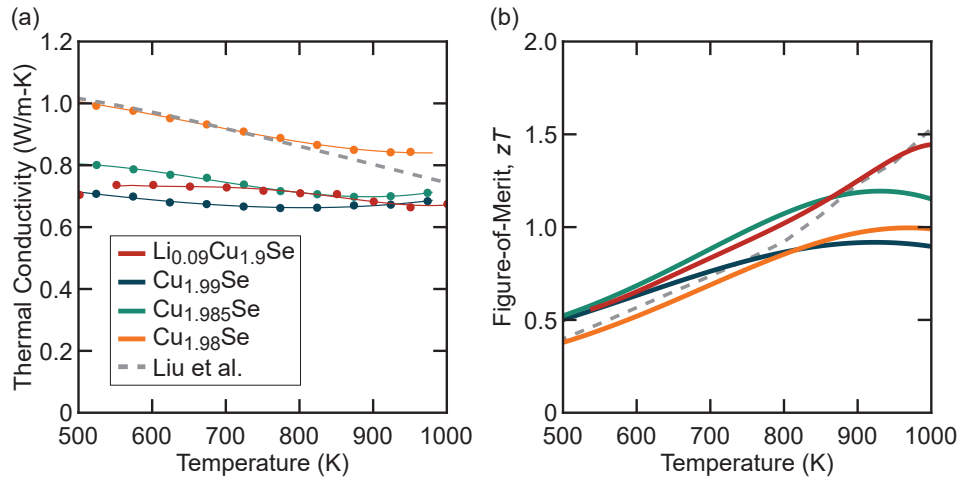 (a)
1.2
1.0
0.8
0.6
0.4
0.2
0
Thermal Conductivity (W/m-K)
Li0.09Cu1.9Se
Cu1.99Se
Cu1.985Se
Cu1.98Se
Liu et al.
500 600 700 800 900 1000
Temperature (K)
(b)
2.0
1.5
1.0
0.5
0
Figure-of-Merit, zT
500 600 700 800 900 1000
Temperature (K)